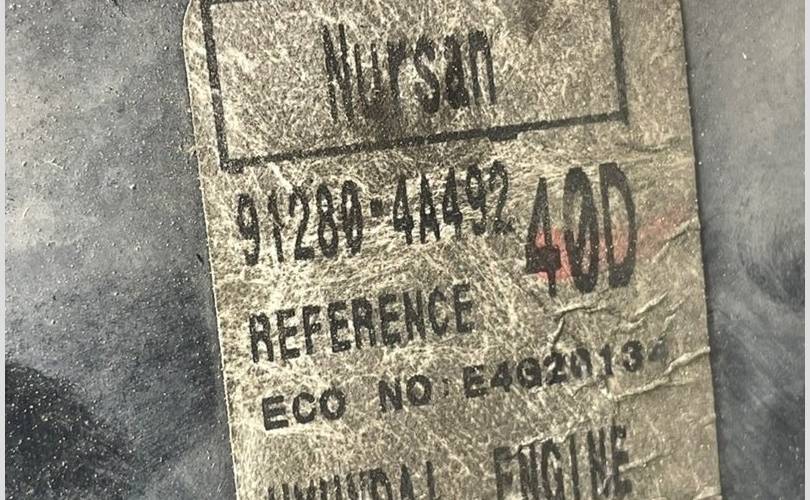 Nursan
91280-4A492 40D
REFERENCE
ECO NO:E4G20134
HYUNDAI ENGINE